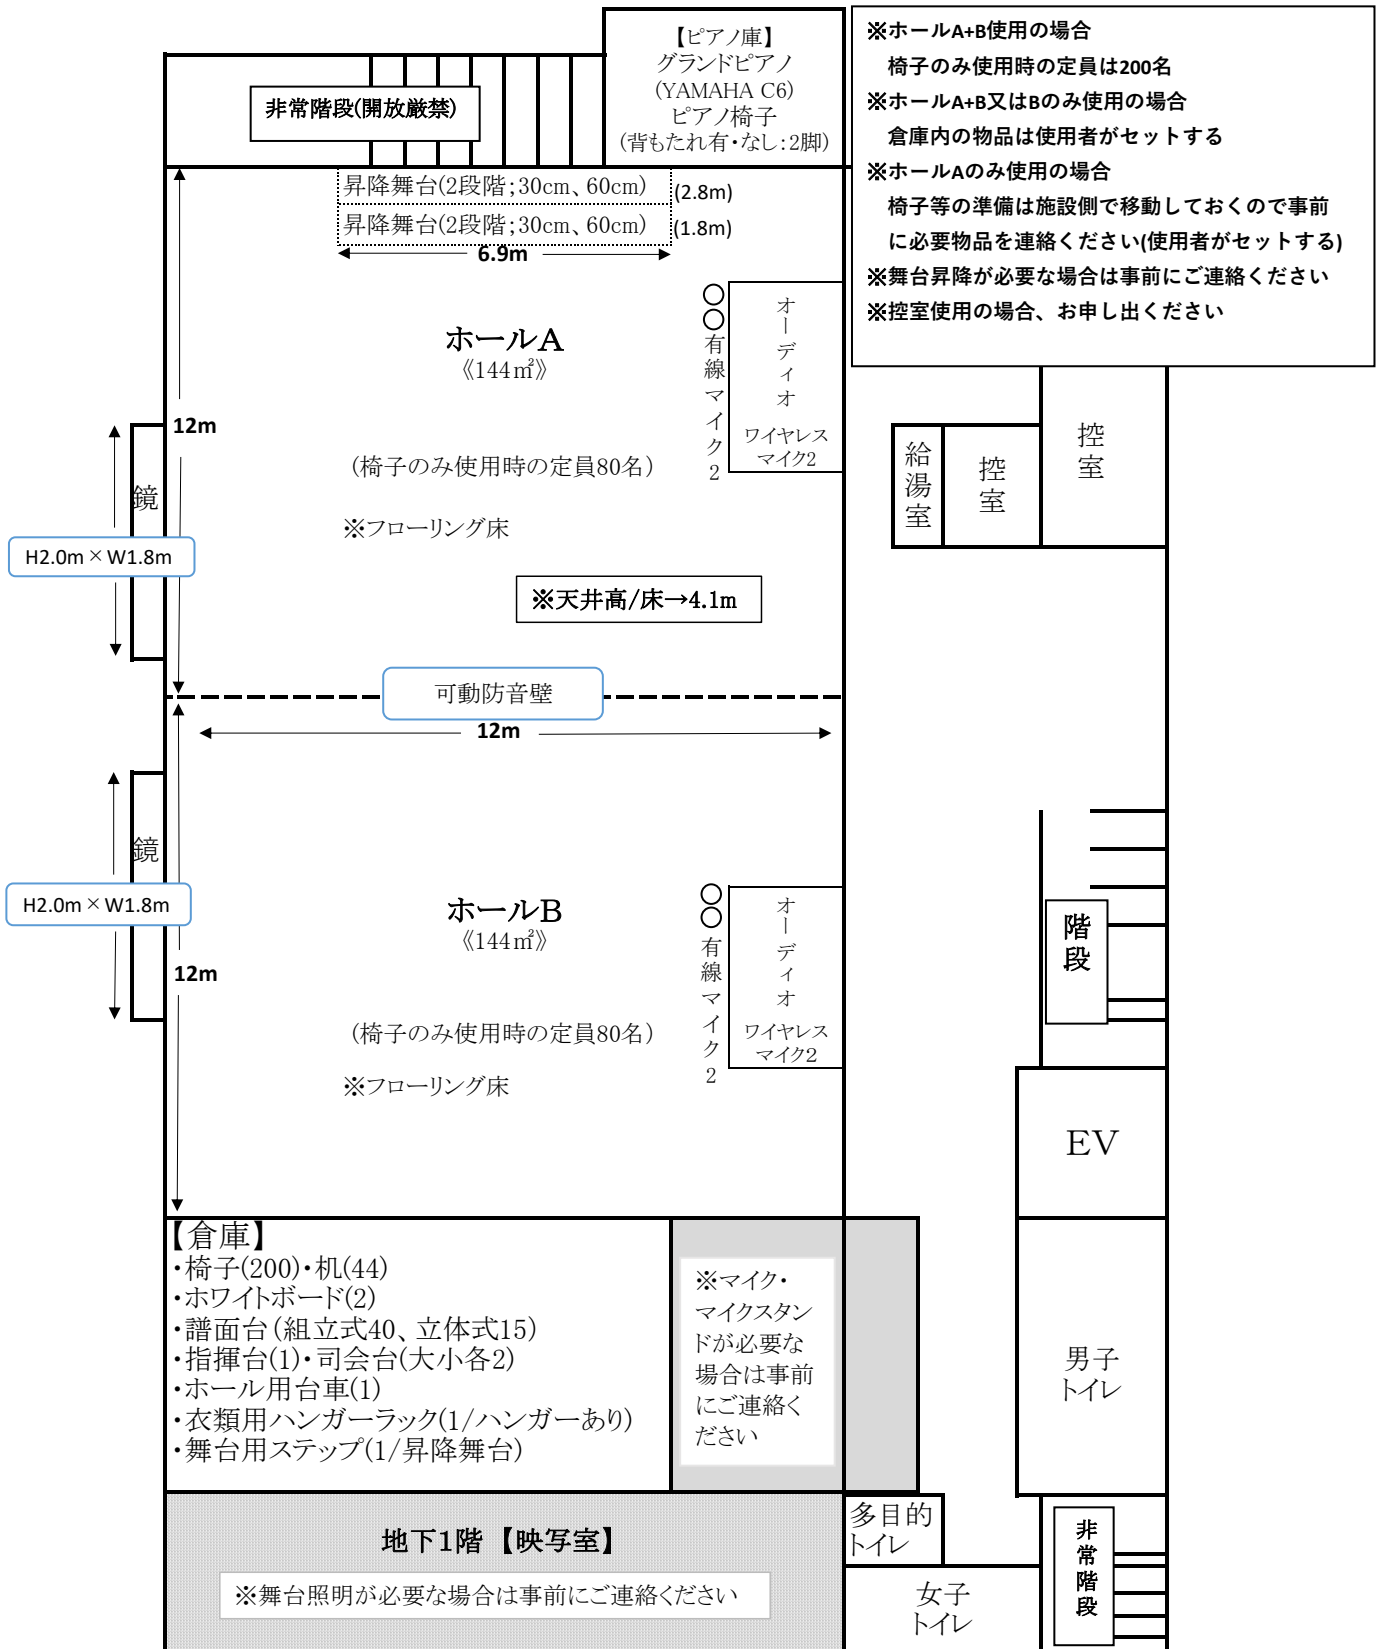 【ピアノ庫】
グランドピアノ
(YAMAHA C6)
ピアノ椅子
(背もたれ有・なし：2脚)
※ホールA+B使用の場合
椅子のみ使用時の定員は200名
※ホールA+B又はBのみ使用の場合
倉庫内の物品は使用者がセットする
※ホールAのみ使用の場合
椅子等の準備は施設側で移動しておくので事前
に必要物品を連絡ください(使用者がセットする)
※舞台昇降が必要な場合は事前にご連絡ください
※控室使用の場合、お申し出ください
非常階段(開放厳禁)
昇降舞台(2段階；30cm、60cm)
(2.8m)
昇降舞台(2段階；30cm、60cm)
(1.8m)
6.9m
ホールA
《144㎡》
12m
(椅子のみ使用時の定員80名)
※フローリング床
※天井高/床→4.1m
○○有線マイク2
オーディオ
ワイヤレス
マイク2
鏡
H2.0m×W1.8m
給湯室
控室
控室
可動防音壁
12m
鏡
H2.0m×W1.8m
ホールB
《144㎡》
12m
(椅子のみ使用時の定員80名)
※フローリング床
○○有線マイク2
オーディオ
ワイヤレス
マイク2
階段
EV
【倉庫】
・椅子(200)・机(44)
・ホワイトボード(2)
・譜面台(組立式40、立体式15)
・指揮台(1)・司会台(大小各2)
・ホール用台車(1)
・衣類用ハンガーラック(1/ハンガーあり)
・舞台用ステップ(1/昇降舞台)
※マイク・
マイクスタン
ドが必要な
場合は事前
にご連絡く
ださい
男子
トイレ
地下1階【映写室】
※舞台照明が必要な場合は事前にご連絡ください
多目的
トイレ
女子
トイレ
非常階段